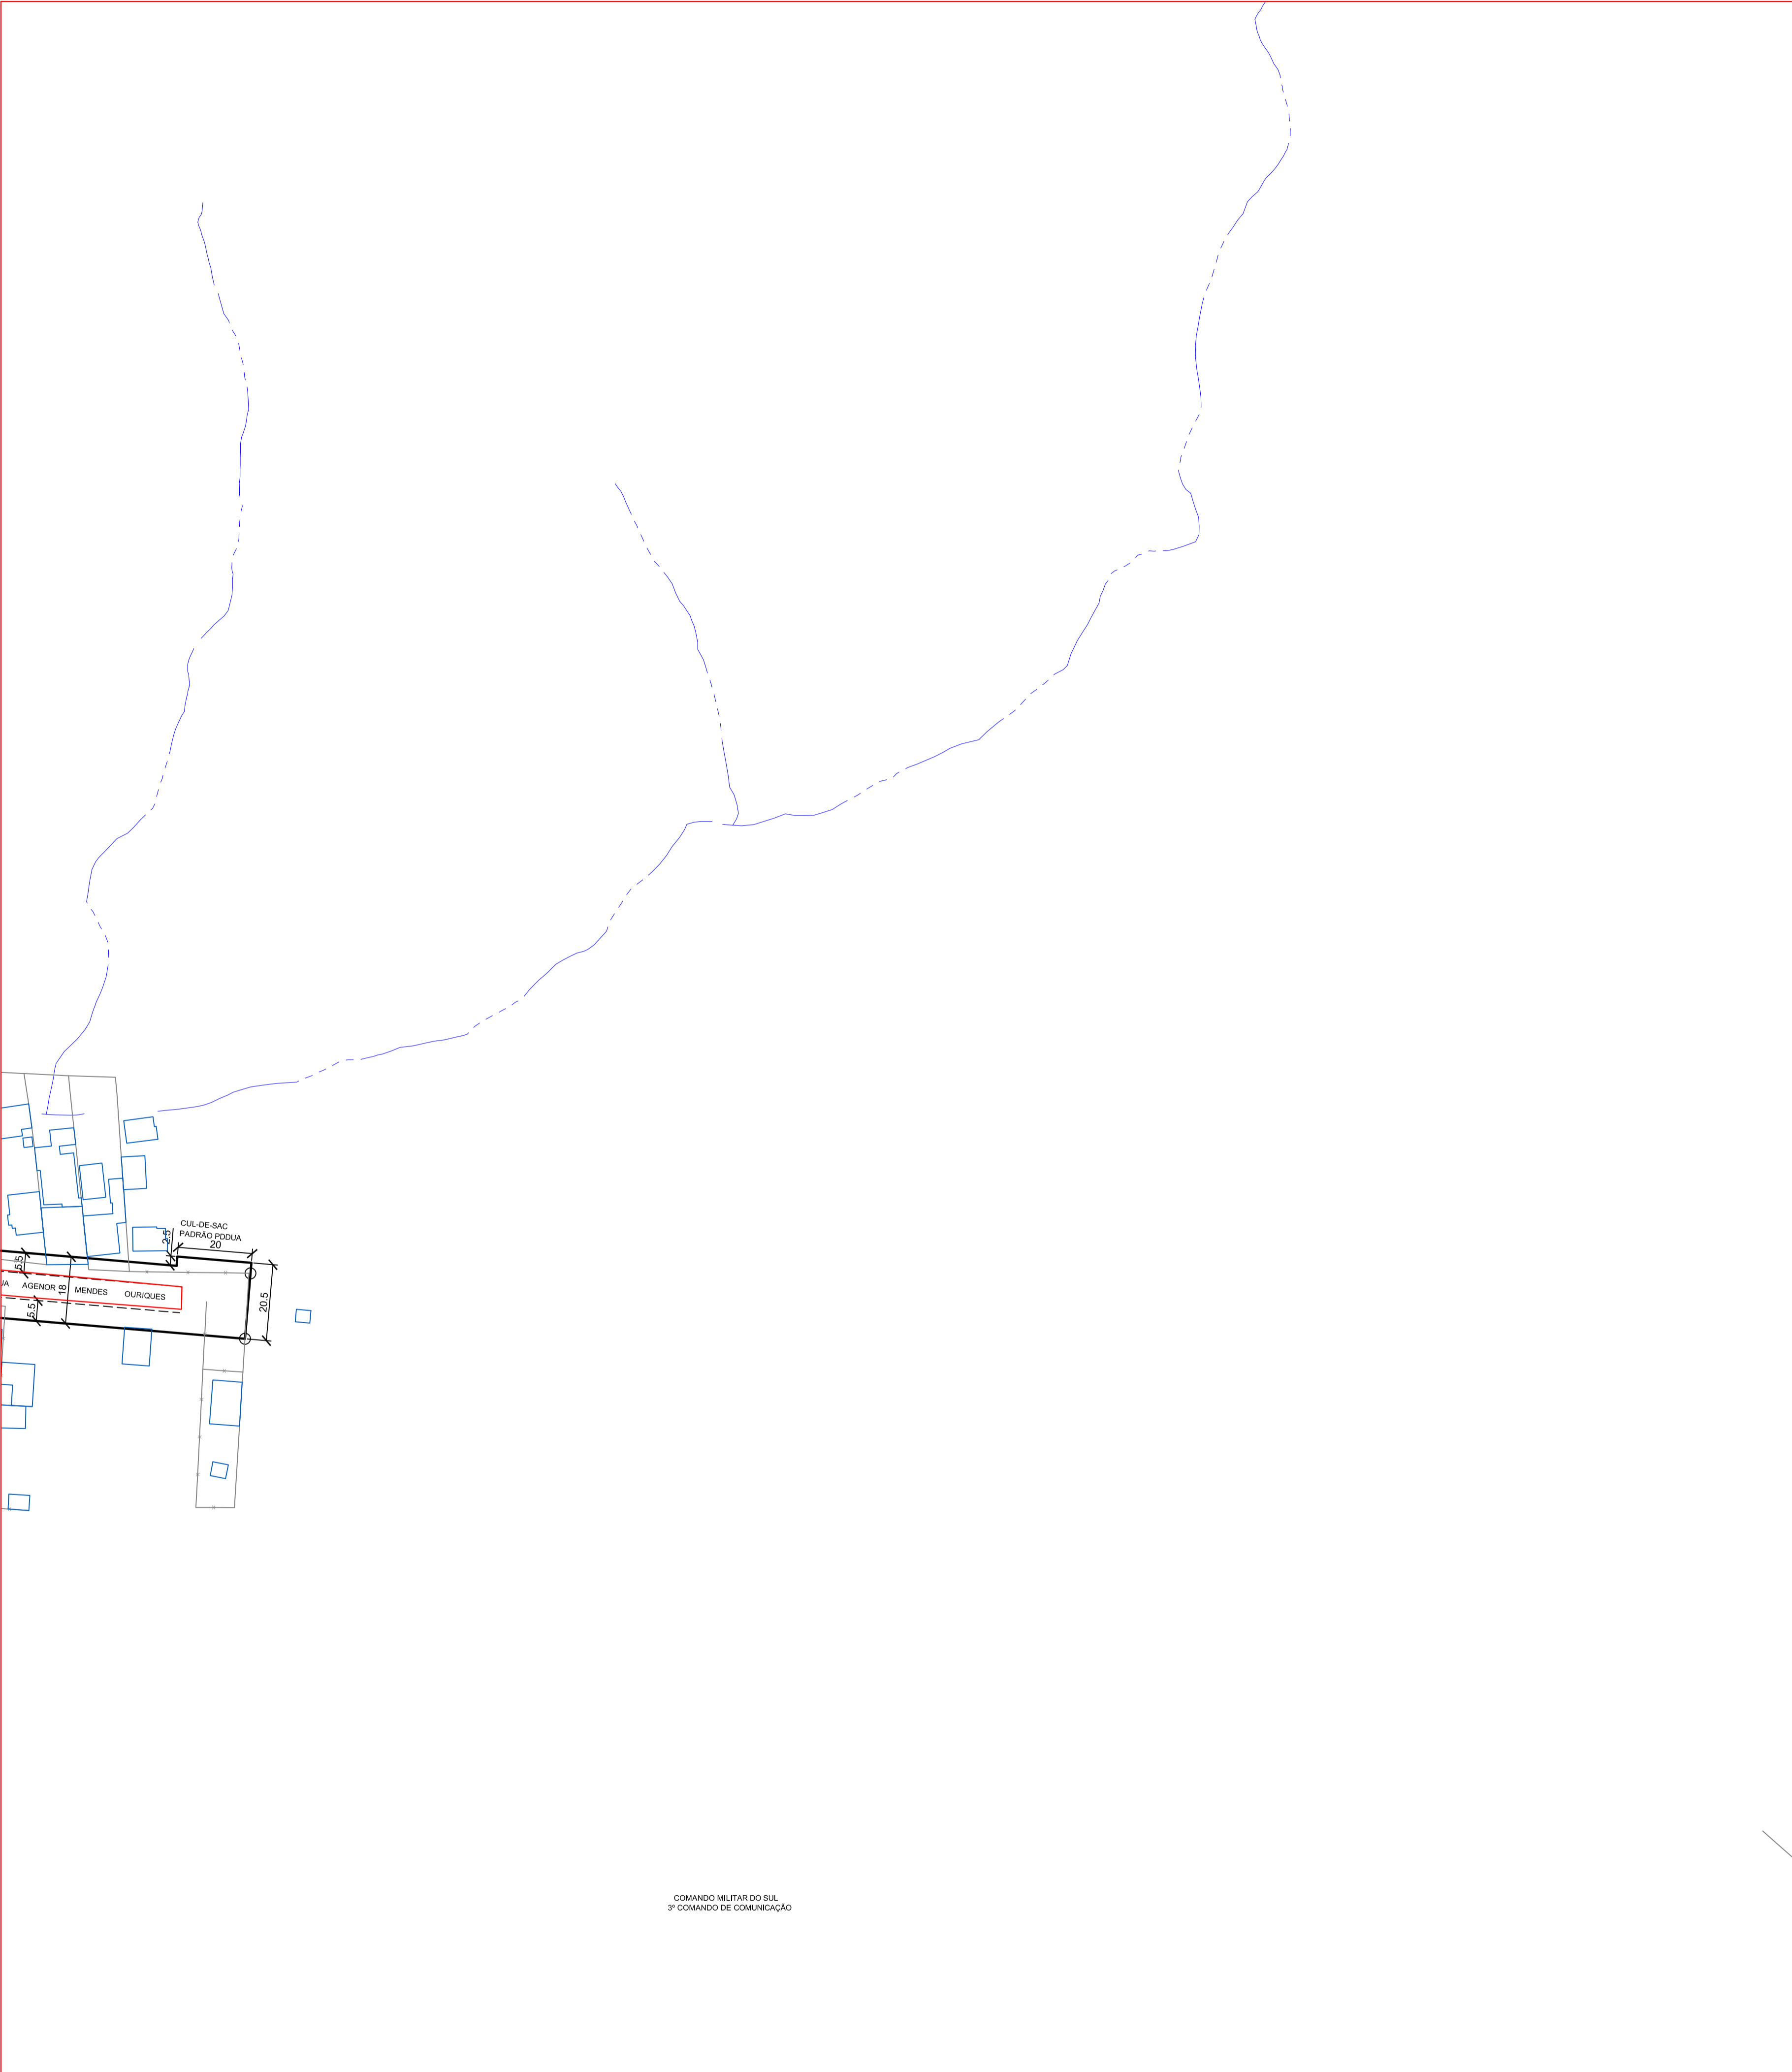 CUL-DE-SAC
PADRÃO PDDUA
20
2.5
5.5
18
5.5
20.5
UA AGENOR MENDES OURIQUES
COMANDO MILITAR DO SUL
3º COMANDO DE COMUNICAÇÃO